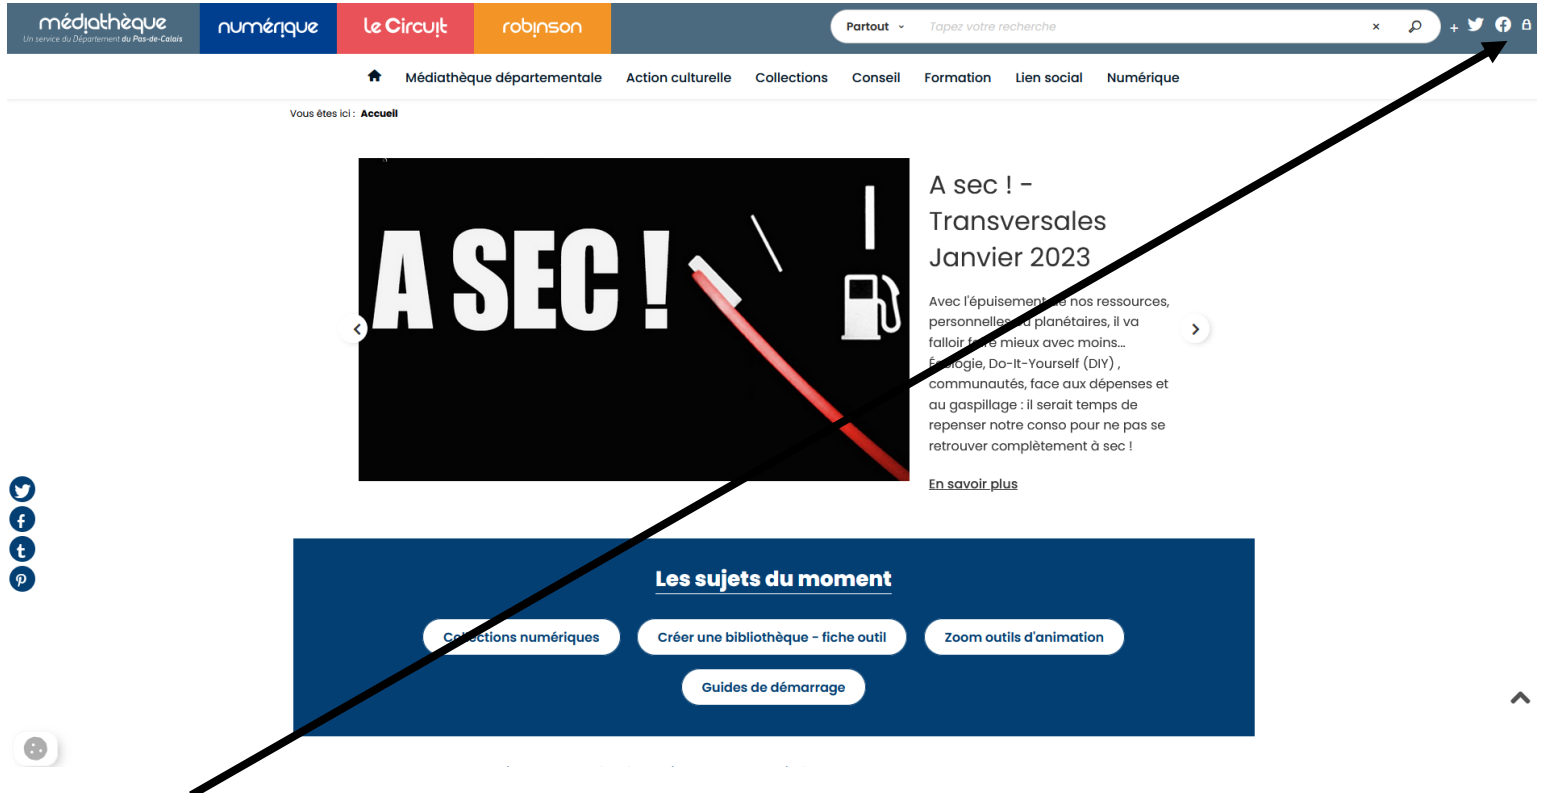 médiathèque
Un service du Département du Pas-de-Calais
numérique
le Circuit
robinson
Partout
Tapez votre recherche
Médiathèque départementale Action culturelle Collections Conseil Formation Lien social Numérique
Vous êtes ici : Accueil
A SEC !
A sec ! -
Transversales
Janvier 2023
Avec l'épuisement de nos ressources,
personnelles ou planétaires, il va
falloir faire mieux avec moins...
Écologie, Do-It-Yourself (DIY) ,
communautés, face aux dépenses et
au gaspillage : il serait temps de
repenser notre conso pour ne pas se
retrouver complètement à sec !
En savoir plus
Les sujets du moment
Collections numériques
Créer une bibliothèque - fiche outil
Zoom outils d'animation
Guides de démarrage